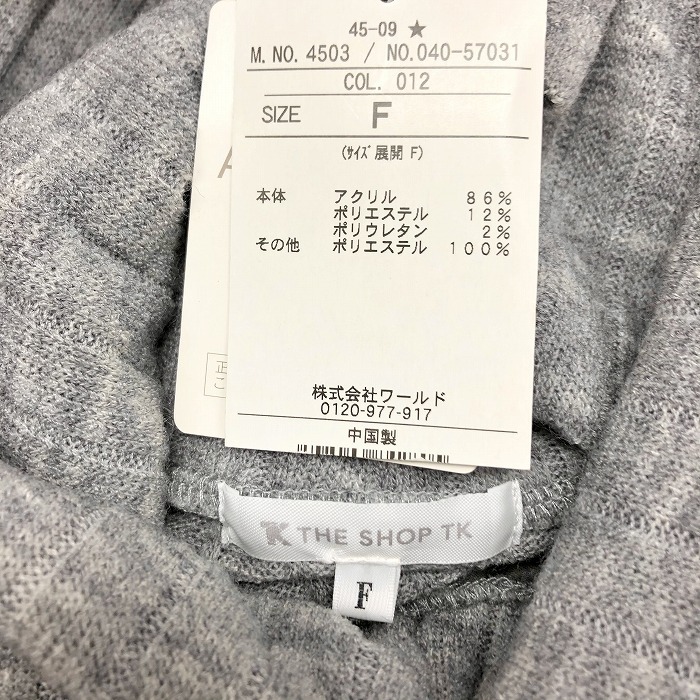 45-09 ★
M.NO. 4503 / NO.040-57031
COL. 012
SIZE F
(ｻｲｽﾞ展開 F)
本体 アクリル 86%
ポリエステル 12%
ポリウレタン 2%
その他 ポリエステル 100%
株式会社ワールド
0120-977-917
中国製
A
正
こ
TK THE SHOP TK
F